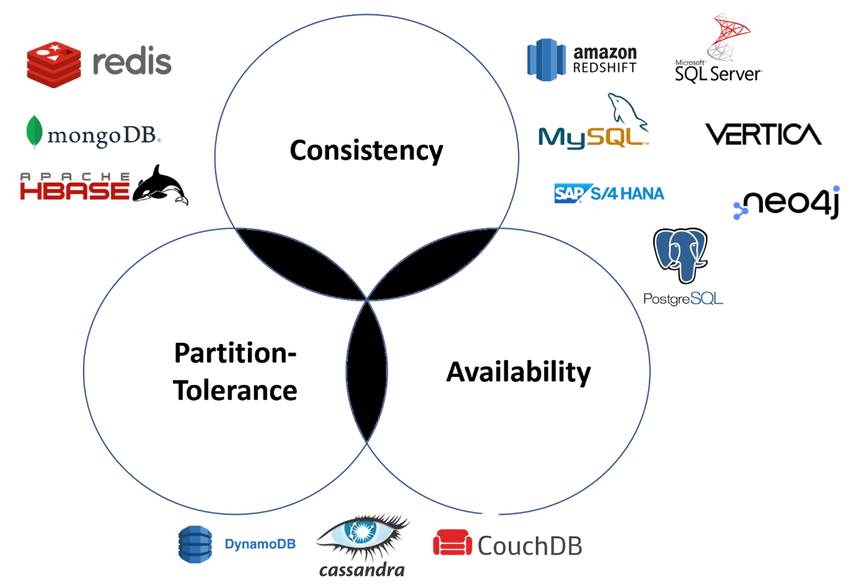 redis
amazon
REDSHIFT
Microsoft®
SQL Server®
mongoDB®
Consistency
MySQL™
VERTICA
APACHE
HBASE
SAP S/4 HANA
neo4j
PostgreSQL
Partition-
Tolerance
Availability
DynamoDB
cassandra
CouchDB